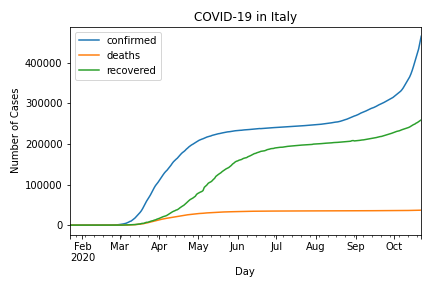 COVID-19 in Italy
confirmed
deaths
recovered
Number of Cases
400000
300000
200000
100000
0
Feb Mar Apr May Jun Jul Aug Sep Oct
2020
Day